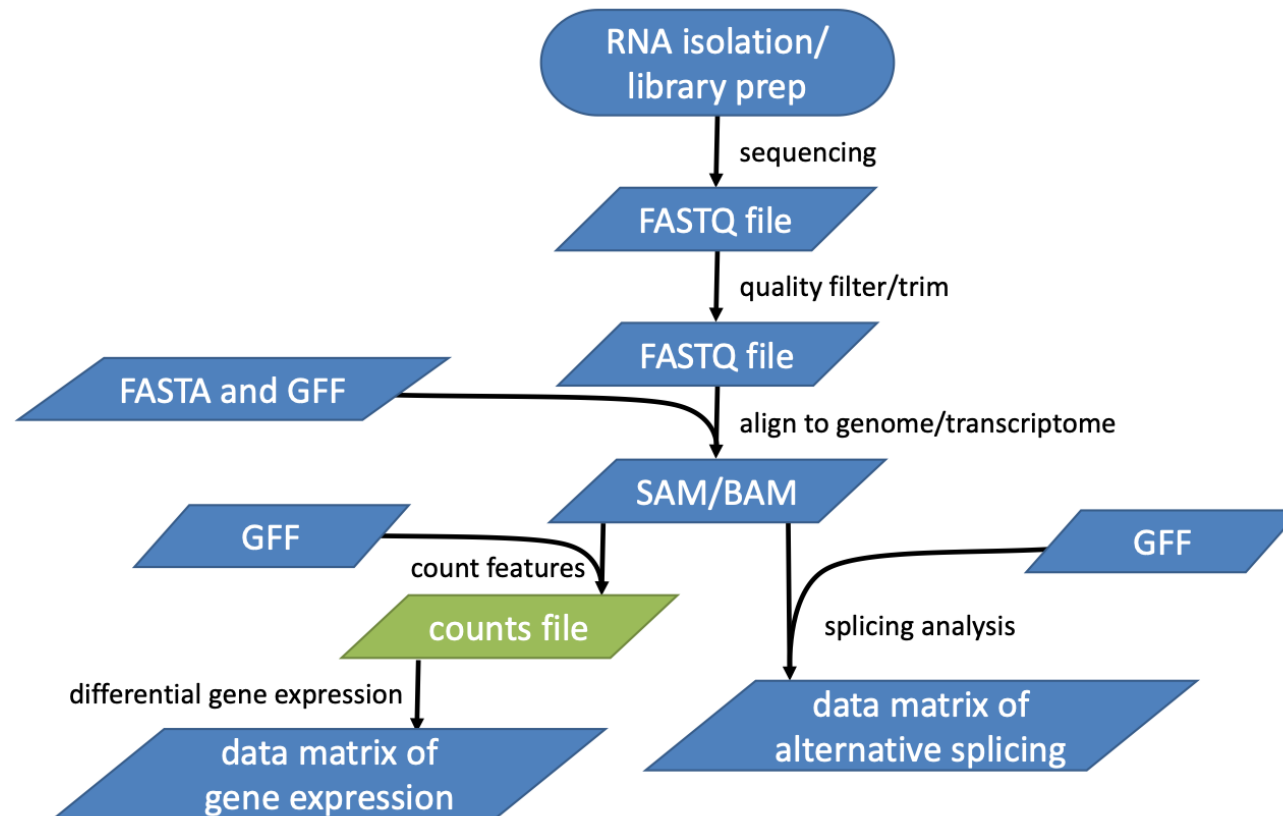 RNA isolation/
library prep
sequencing
FASTQ file
quality filter/trim
FASTQ file
FASTA and GFF
align to genome/transcriptome
SAM/BAM
GFF
GFF
count features
counts file
splicing analysis
differential gene expression
data matrix of
alternative splicing
data matrix of
gene expression